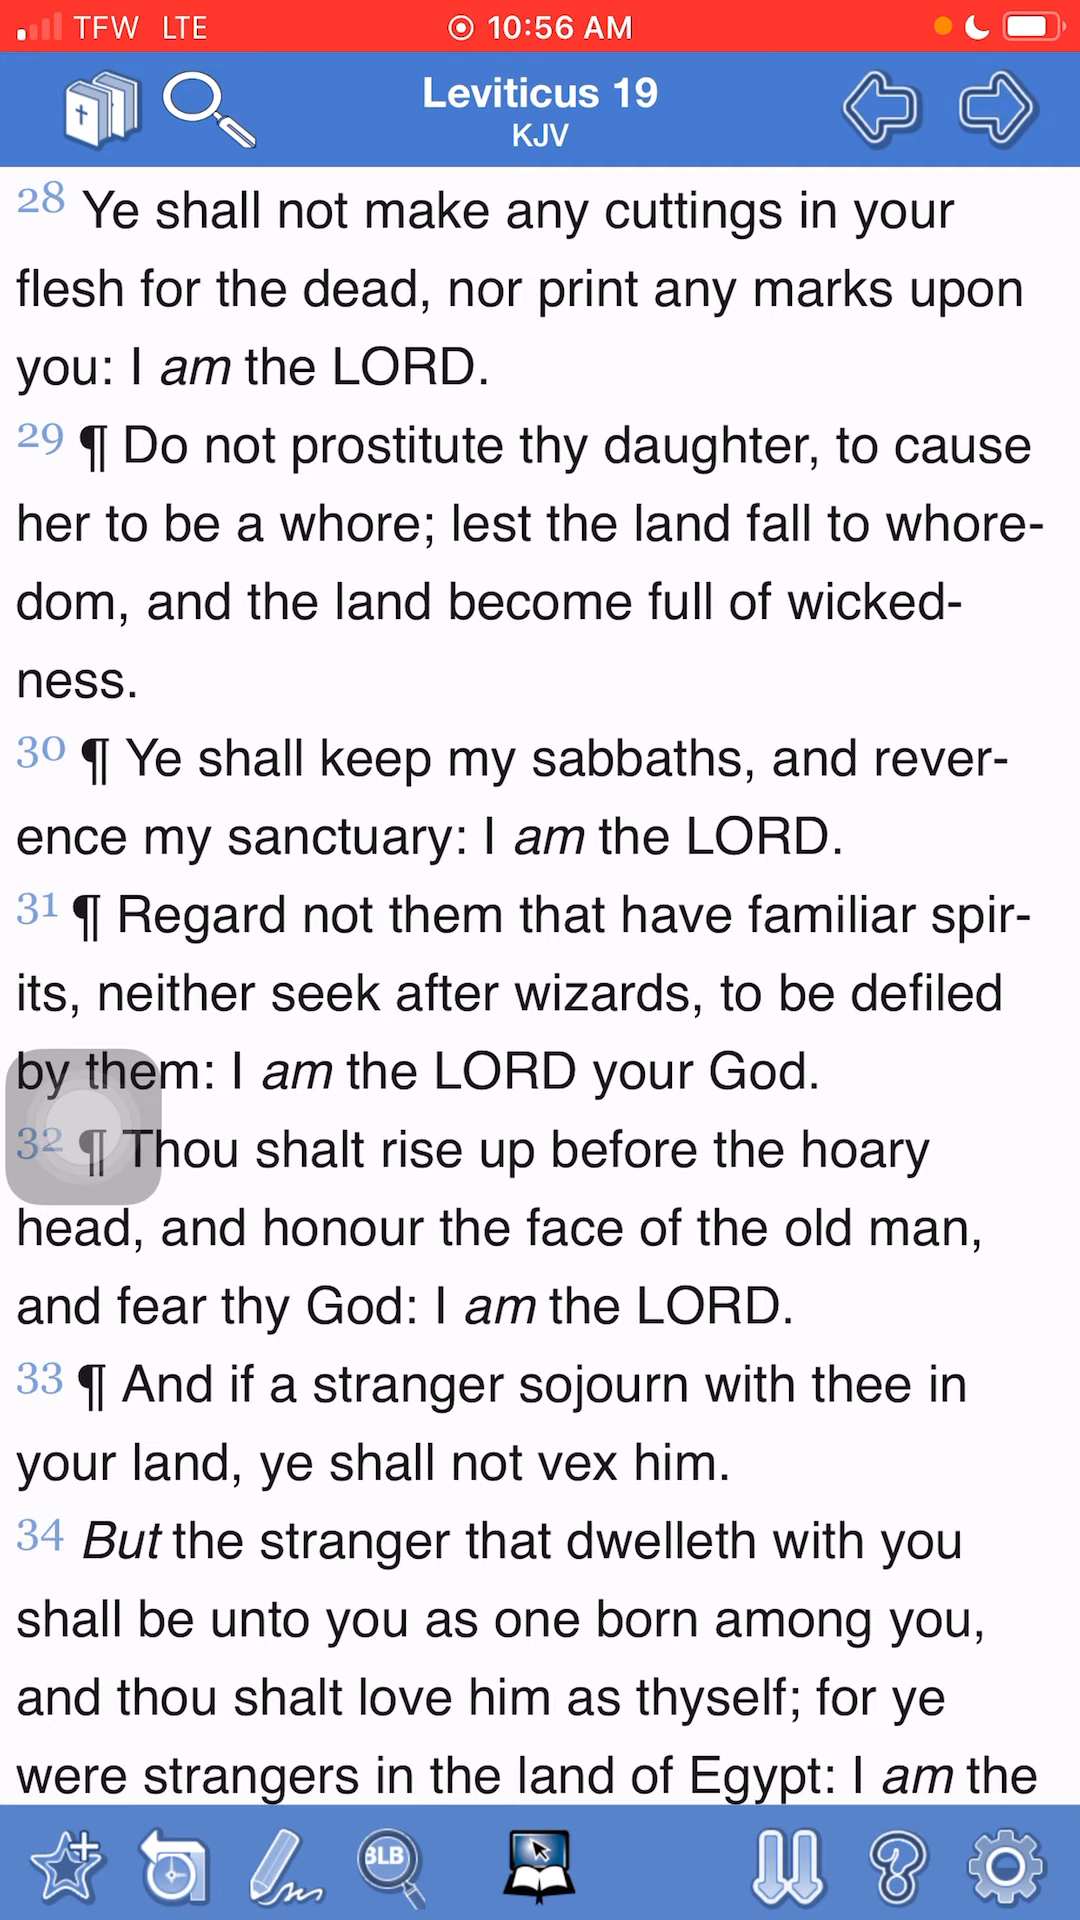 TFW LTE 10:56 AM
Leviticus 19
KJV
28 Ye shall not make any cuttings in your
flesh for the dead, nor print any marks upon
you: I am the LORD.
29 ¶ Do not prostitute thy daughter, to cause
her to be a whore; lest the land fall to whore-
dom, and the land become full of wicked-
ness.
30 ¶ Ye shall keep my sabbaths, and rever-
ence my sanctuary: I am the LORD.
31 ¶ Regard not them that have familiar spir-
its, neither seek after wizards, to be defiled
by them: I am the LORD your God.
32 ¶ Thou shalt rise up before the hoary
head, and honour the face of the old man,
and fear thy God: I am the LORD.
33 ¶ And if a stranger sojourn with thee in
your land, ye shall not vex him.
34 But the stranger that dwelleth with you
shall be unto you as one born among you,
and thou shalt love him as thyself; for ye
were strangers in the land of Egypt: I am the
BLB